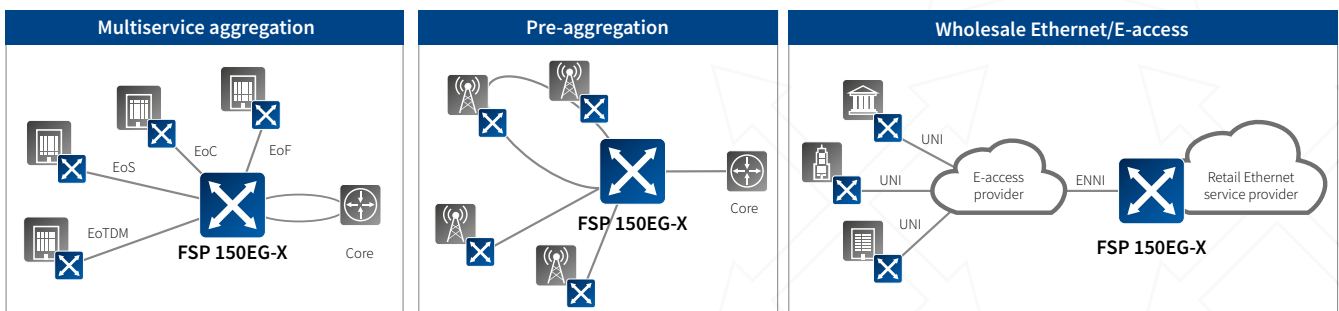 Multiservice aggregation
EoC
EoF
EoS
EoTDM
FSP 150EG-X
Core
Pre-aggregation
FSP 150EG-X
Core
Wholesale Ethernet/E-access
UNI
UNI
UNI
E-access
provider
ENNI
Retail Ethernet
service provider
FSP 150EG-X